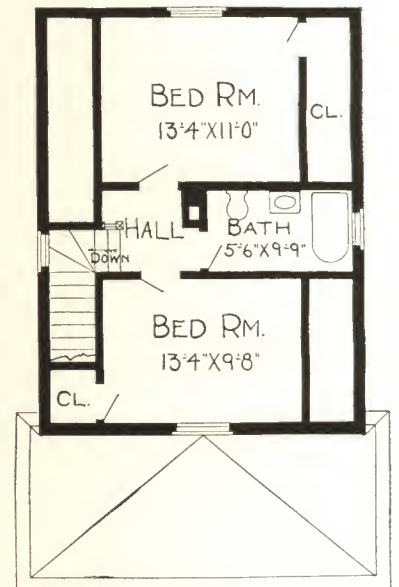 BED RM.
13'-4"X11'-0"
CL.
HALL
BATH
5'-6"X9'-9"
DOWN
BED RM.
13'-4"X9'-8"
CL.